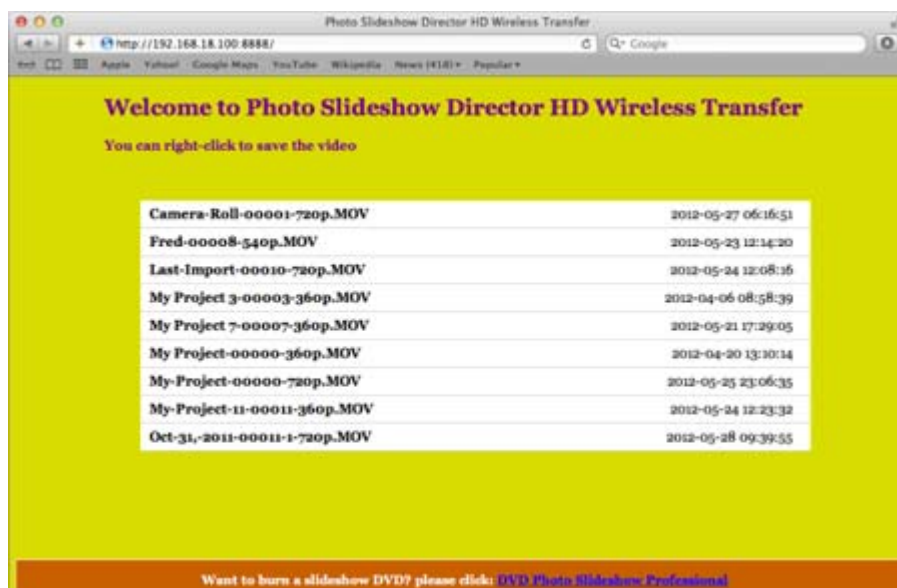 Photo Slideshow Director HD Wireless Transfer
http://192.168.18.100:8888/
Google
Apple Yahoo! Google Maps YouTube Wikipedia News (418) Popular
Welcome to Photo Slideshow Director HD Wireless Transfer
You can right-click to save the video
Camera-Roll-00001-720p.MOV 2012-05-27 06:16:51
Fred-00008-540p.MOV 2012-05-23 12:14:20
Last-Import-00010-720p.MOV 2012-05-24 12:08:16
My Project 3-00003-360p.MOV 2012-04-06 08:58:39
My Project 7-00007-360p.MOV 2012-05-21 17:29:05
My Project-00000-360p.MOV 2012-04-20 13:10:14
My-Project-00000-720p.MOV 2012-05-25 23:06:35
My-Project-11-00011-360p.MOV 2012-05-24 12:23:32
Oct-31,-2011-00011-1-720p.MOV 2012-05-28 09:39:55
Want to burn a slideshow DVD? please click: DVD Photo Slideshow Professional